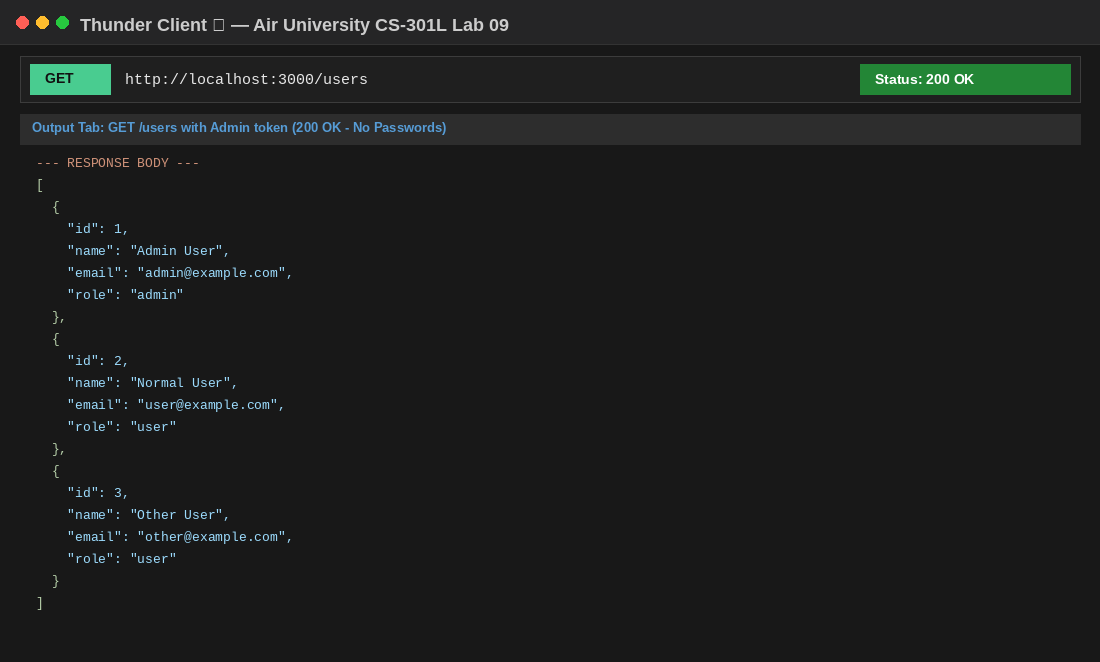 Thunder Client — Air University CS-301L Lab 09
GET http://localhost:3000/users Status: 200 OK
Output Tab: GET /users with Admin token (200 OK - No Passwords)
--- RESPONSE BODY ---
[
  {
    "id": 1,
    "name": "Admin User",
    "email": "admin@example.com",
    "role": "admin"
  },
  {
    "id": 2,
    "name": "Normal User",
    "email": "user@example.com",
    "role": "user"
  },
  {
    "id": 3,
    "name": "Other User",
    "email": "other@example.com",
    "role": "user"
  }
]